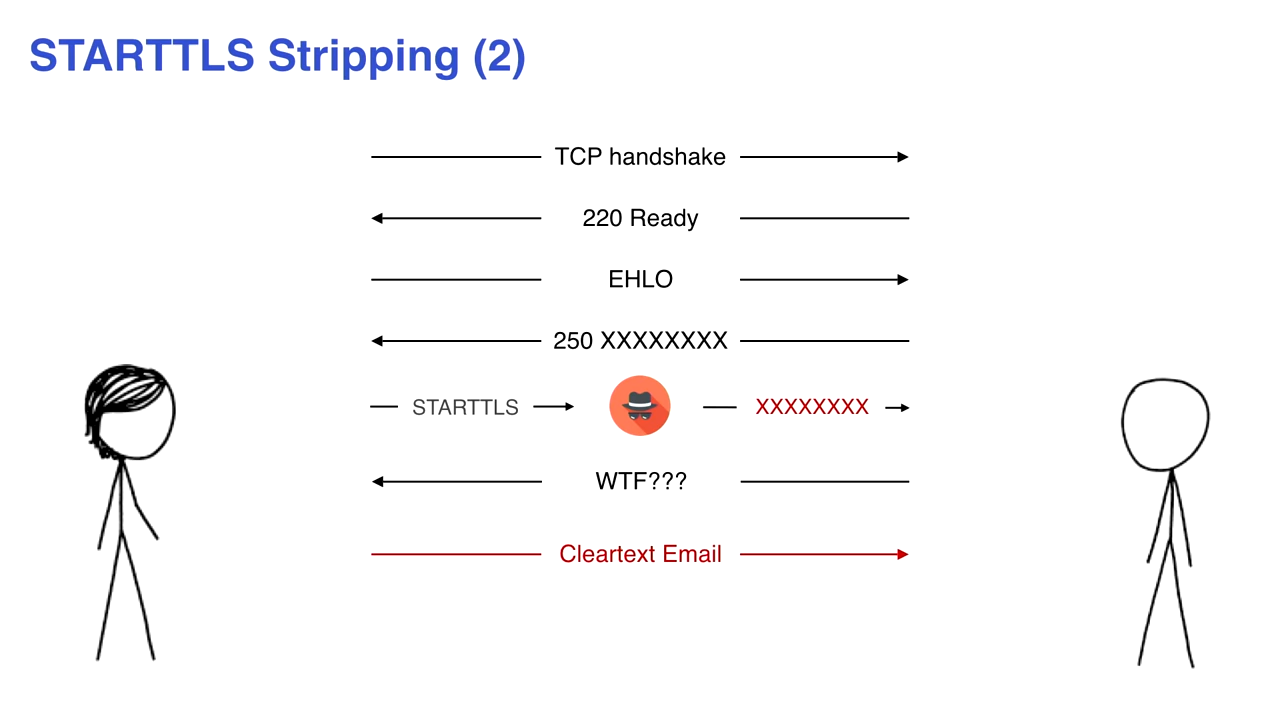 STARTTLS Stripping (2)
TCP handshake
220 Ready
EHLO
250 XXXXXXXX
STARTTLS XXXXXXXX
WTF???
Cleartext Email